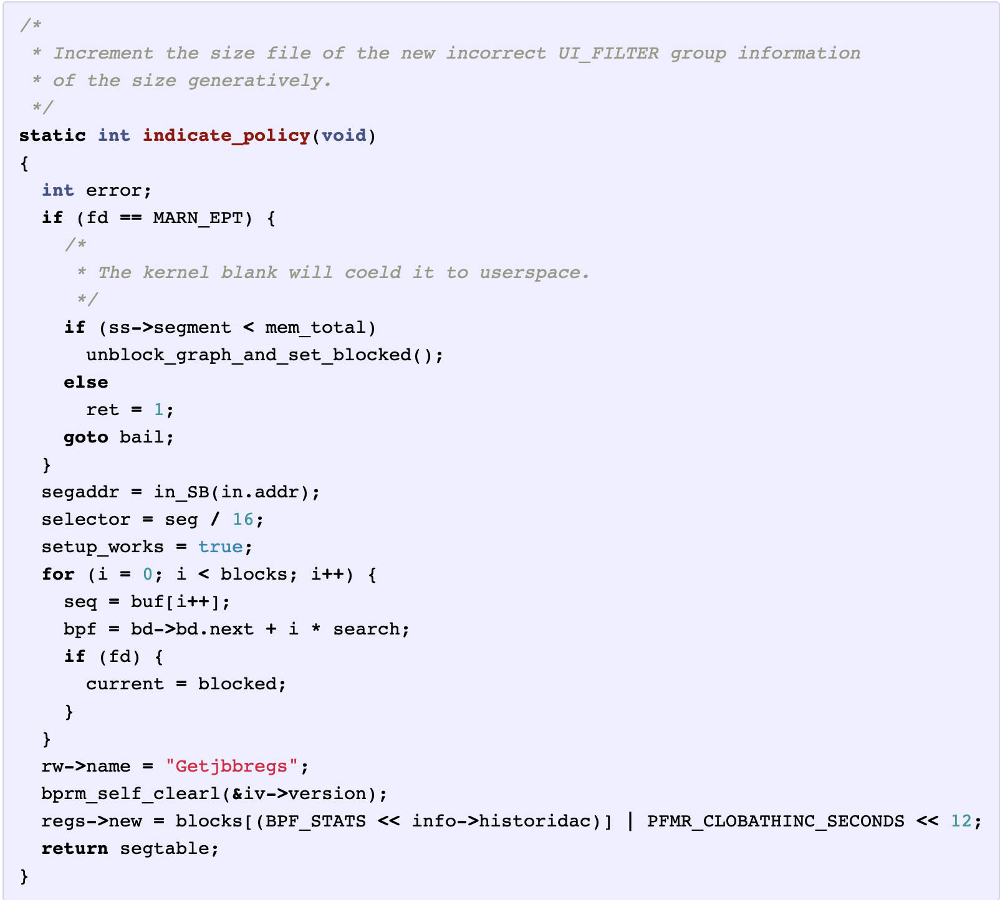 /*
 * Increment the size file of the new incorrect UI_FILTER group information
 * of the size generatively.
 */
static int indicate_policy(void)
{
  int error;
  if (fd == MARN_EPT) {
    /*
     * The kernel blank will coeld it to userspace.
     */
    if (ss->segment < mem_total)
      unblock_graph_and_set_blocked();
    else
      ret = 1;
    goto bail;
  }
  segaddr = in_SB(in.addr);
  selector = seg / 16;
  setup_works = true;
  for (i = 0; i < blocks; i++) {
    seq = buf[i++];
    bpf = bd->bd.next + i * search;
    if (fd) {
      current = blocked;
    }
  }
  rw->name = "Getjbbregs";
  bprm_self_clearl(&iv->version);
  regs->new = blocks[(BPF_STATS << info->historidac)] | PFMR_CLOBATHINC_SECONDS << 12;
  return segtable;
}